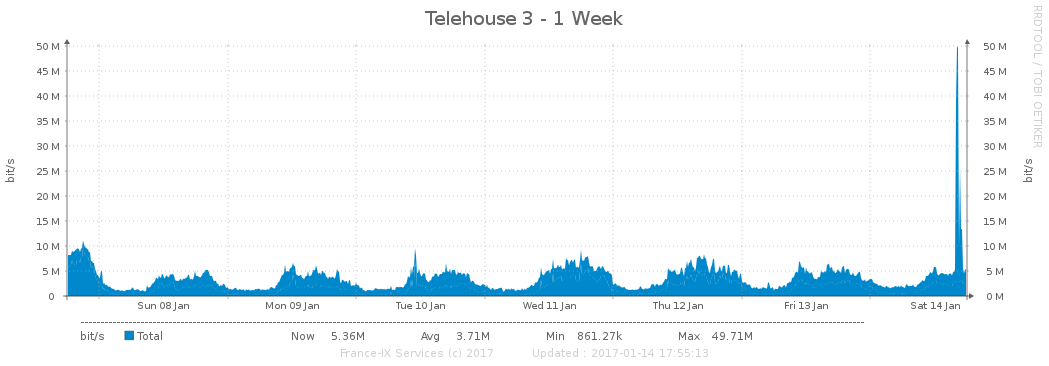 Telehouse 3 - 1 Week
RRDTOOL / TOBI OETIKER
bit/s
50 M
45 M
40 M
35 M
30 M
25 M
20 M
15 M
10 M
5 M
0
50 M
45 M
40 M
35 M
30 M
25 M
20 M
15 M
10 M
5 M
0 M
bit/s
Sun 08 Jan Mon 09 Jan Tue 10 Jan Wed 11 Jan Thu 12 Jan Fri 13 Jan Sat 14 Jan
bit/s Total Now 5.36M Avg 3.71M Min 861.27k Max 49.71M
France-IX Services (c) 2017 Updated : 2017-01-14 17:55:13